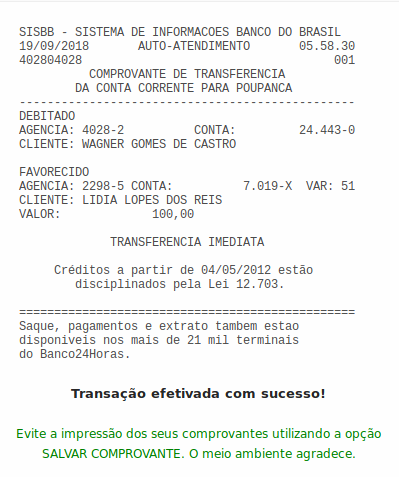 SISBB - SISTEMA DE INFORMACOES BANCO DO BRASIL
19/09/2018 AUTO-ATENDIMENTO 05.58.30
402804028 001
COMPROVANTE DE TRANSFERENCIA
DA CONTA CORRENTE PARA POUPANCA
------------------------------------------------
DEBITADO
AGENCIA: 4028-2 CONTA: 24.443-0
CLIENTE: WAGNER GOMES DE CASTRO
FAVORECIDO
AGENCIA: 2298-5 CONTA: 7.019-X VAR: 51
CLIENTE: LIDIA LOPES DOS REIS
VALOR: 100,00
TRANSFERENCIA IMEDIATA
Créditos a partir de 04/05/2012 estão
disciplinados pela Lei 12.703.
================================================
Saque, pagamentos e extrato tambem estao
disponiveis nos mais de 21 mil terminais
do Banco24Horas.
Transação efetivada com sucesso!
Evite a impressão dos seus comprovantes utilizando a opção
SALVAR COMPROVANTE. O meio ambiente agradece.